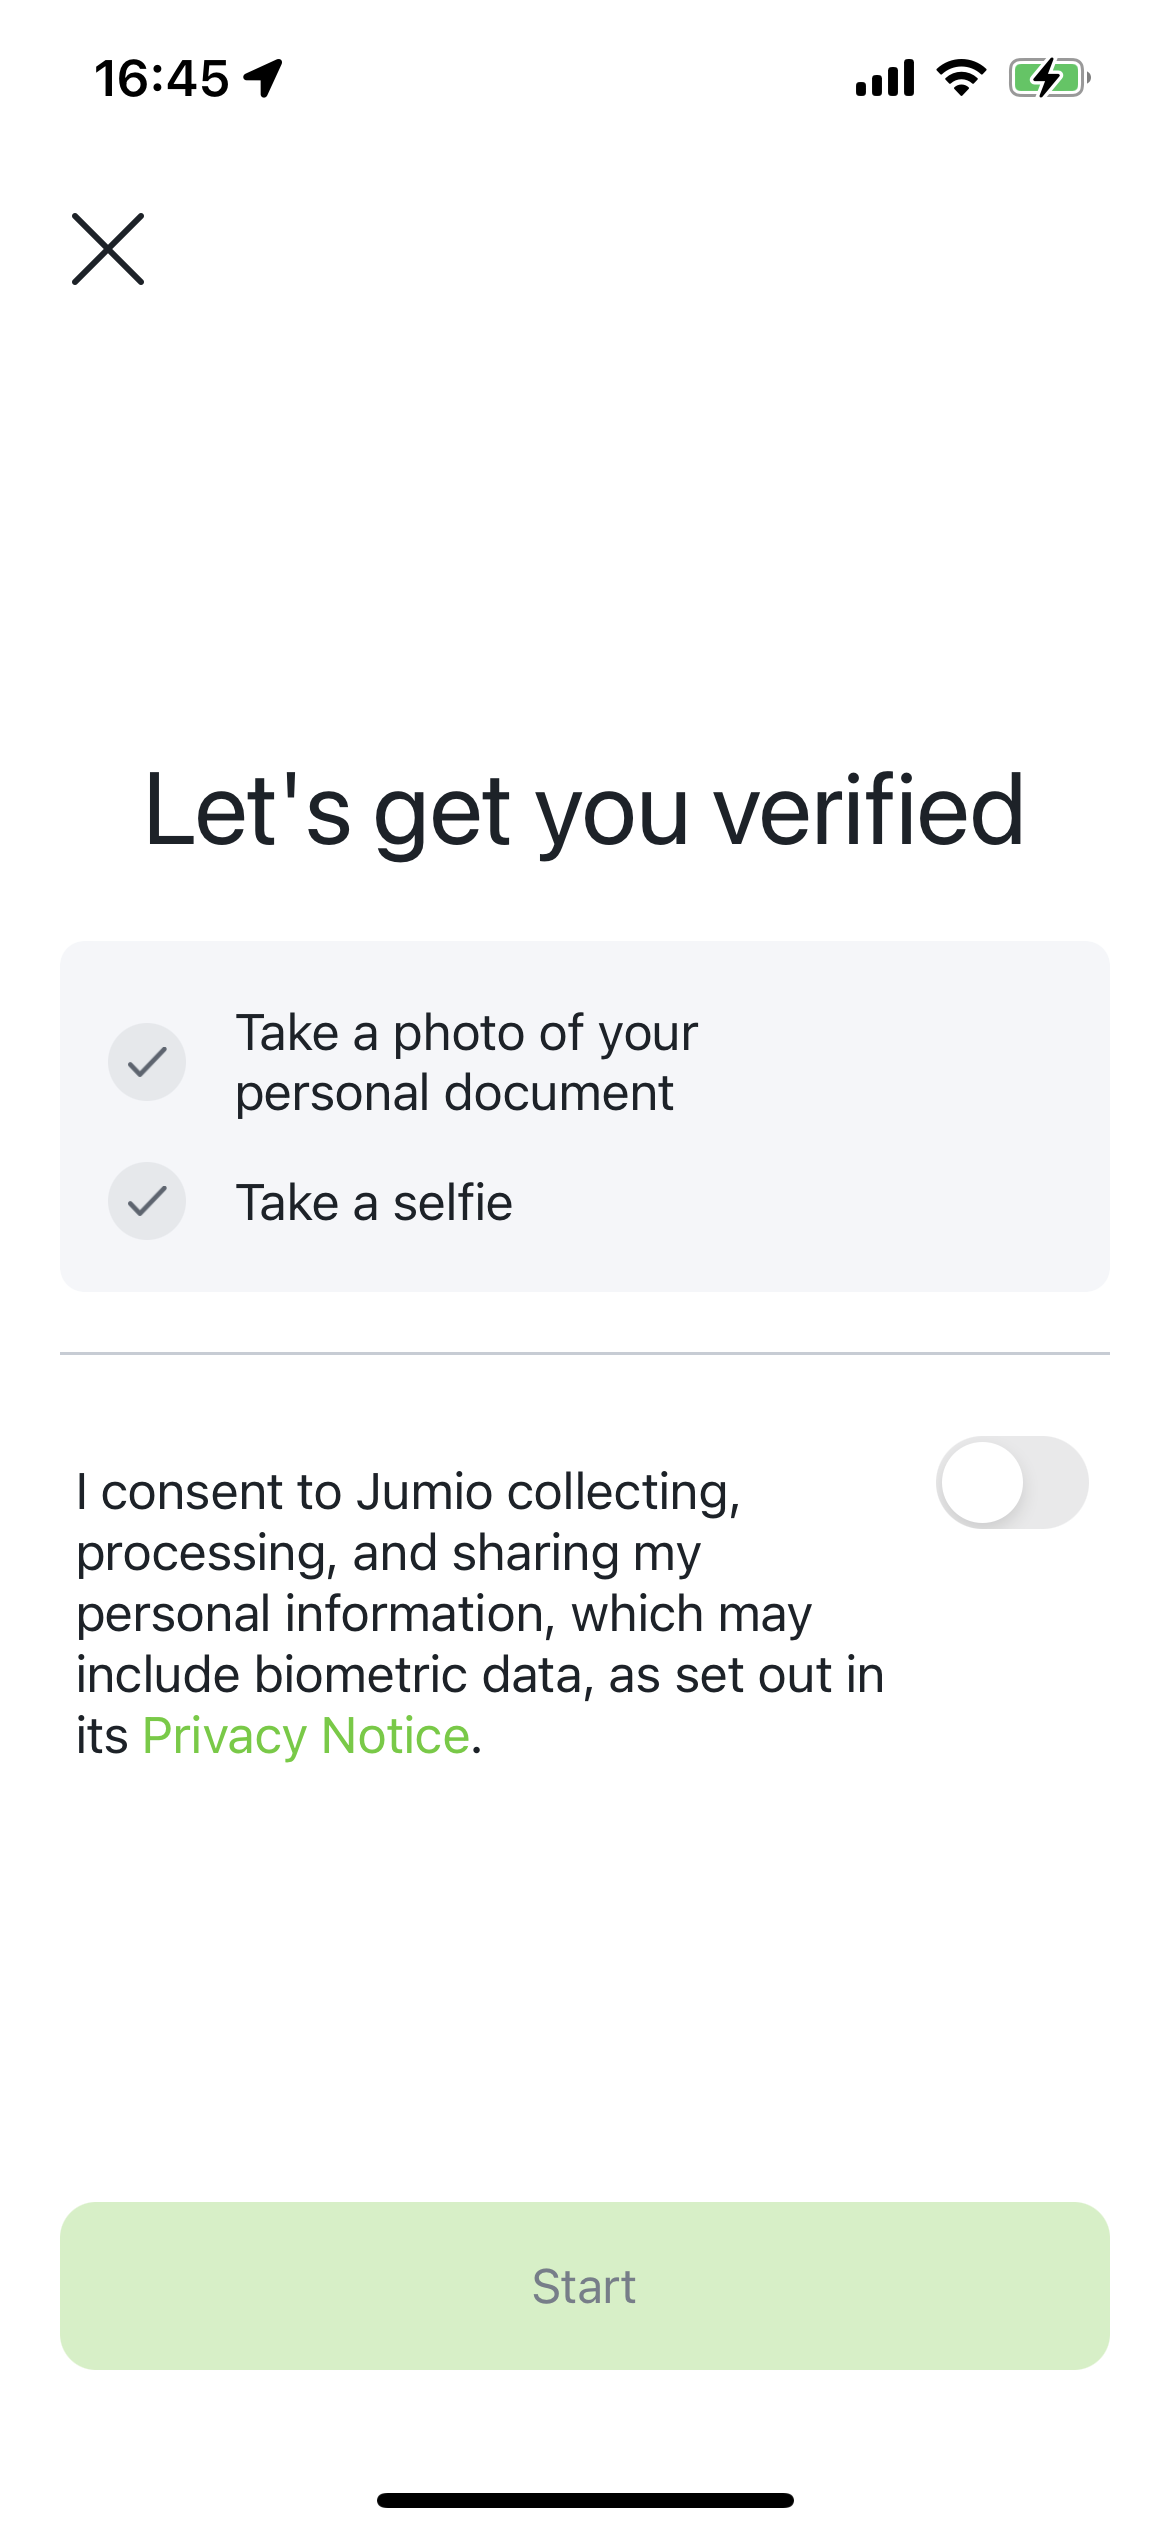 16:45
Let's get you verified
Take a photo of your
personal document
Take a selfie
I consent to Jumio collecting,
processing, and sharing my
personal information, which may
include biometric data, as set out in
its Privacy Notice.
Start